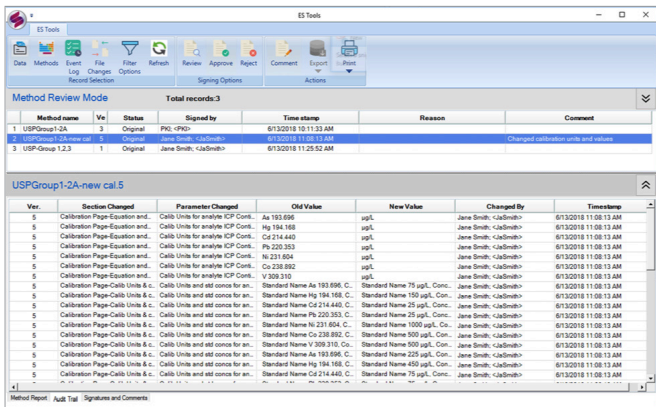 ES Tools
ES Tools
Data Methods Event Log File Changes Filter Options Refresh Review Approve Reject Comment Export Print
Record Selection Signing Options Actions
Method Review Mode Total records:3
Method name Ve Status Signed by Time stamp Reason Comment
1 USPGroup1-2A 3 Original PKI; <PKI> 6/13/2018 10:11:33 AM
2 USPGroup1-2A-new cal 5 Original Jane Smith; <JaSmith> 6/13/2018 11:08:13 AM Changed calibration units and values
3 USP-Group 1,2,3 1 Original Jane Smith; <JaSmith> 6/13/2018 11:25:52 AM
USPGroup1-2A-new cal.5
Ver. Section Changed Parameter Changed Old Value New Value Changed By Timestamp
5 Calibration Page-Equation and.. Calib Units for analyte ICP Conti.. As 193.696 µg/L Jane Smith; <JaSmith> 6/13/2018 11:08:13 AM
5 Calibration Page-Equation and.. Calib Units for analyte ICP Conti.. Hg 194.168 µg/L Jane Smith; <JaSmith> 6/13/2018 11:08:13 AM
5 Calibration Page-Equation and.. Calib Units for analyte ICP Conti.. Cd 214.440 µg/L Jane Smith; <JaSmith> 6/13/2018 11:08:13 AM
5 Calibration Page-Equation and.. Calib Units for analyte ICP Conti.. Pb 220.353 µg/L Jane Smith; <JaSmith> 6/13/2018 11:08:13 AM
5 Calibration Page-Equation and.. Calib Units for analyte ICP Conti.. Ni 231.604 µg/L Jane Smith; <JaSmith> 6/13/2018 11:08:13 AM
5 Calibration Page-Equation and.. Calib Units for analyte ICP Conti.. Co 238.892 µg/L Jane Smith; <JaSmith> 6/13/2018 11:08:13 AM
5 Calibration Page-Equation and.. Calib Units for analyte ICP Conti.. V 309.310 µg/L Jane Smith; <JaSmith> 6/13/2018 11:08:13 AM
5 Calibration Page-Calib Units & c.. Calib Units and std concs for an.. Standard Name As 193.696, C.. Standard Name 75 µg/L, Conc.. Jane Smith; <JaSmith> 6/13/2018 11:08:13 AM
5 Calibration Page-Calib Units & c.. Calib Units and std concs for an.. Standard Name Hg 194.168, C.. Standard Name 150 µg/L, Con.. Jane Smith; <JaSmith> 6/13/2018 11:08:13 AM
5 Calibration Page-Calib Units & c.. Calib Units and std concs for an.. Standard Name Cd 214.440, C.. Standard Name 25 µg/L, Conc.. Jane Smith; <JaSmith> 6/13/2018 11:08:13 AM
5 Calibration Page-Calib Units & c.. Calib Units and std concs for an.. Standard Name Pb 220.353, C.. Standard Name 25 µg/L, Conc.. Jane Smith; <JaSmith> 6/13/2018 11:08:13 AM
5 Calibration Page-Calib Units & c.. Calib Units and std concs for an.. Standard Name Ni 231.604, C.. Standard Name 1000 µg/L, Co.. Jane Smith; <JaSmith> 6/13/2018 11:08:13 AM
5 Calibration Page-Calib Units & c.. Calib Units and std concs for an.. Standard Name Co 238.892, C.. Standard Name 500 µg/L, Con.. Jane Smith; <JaSmith> 6/13/2018 11:08:13 AM
5 Calibration Page-Calib Units & c.. Calib Units and std concs for an.. Standard Name V 309.310, Co.. Standard Name 500 µg/L, Con.. Jane Smith; <JaSmith> 6/13/2018 11:08:13 AM
5 Calibration Page-Calib Units & c.. Calib Units and std concs for an.. Standard Name As 193.696, C.. Standard Name 225 µg/L, Con.. Jane Smith; <JaSmith> 6/13/2018 11:08:13 AM
5 Calibration Page-Calib Units & c.. Calib Units and std concs for an.. Standard Name Hg 194.168, C.. Standard Name 450 µg/L, Con.. Jane Smith; <JaSmith> 6/13/2018 11:08:13 AM
5 Calibration Page-Calib Units & c.. Calib Units and std concs for an.. Standard Name Cd 214.440, C.. Standard Name 75 µg/L, Conc.. Jane Smith; <JaSmith> 6/13/2018 11:08:13 AM
Method Report Audit Trail Signatures and Comments